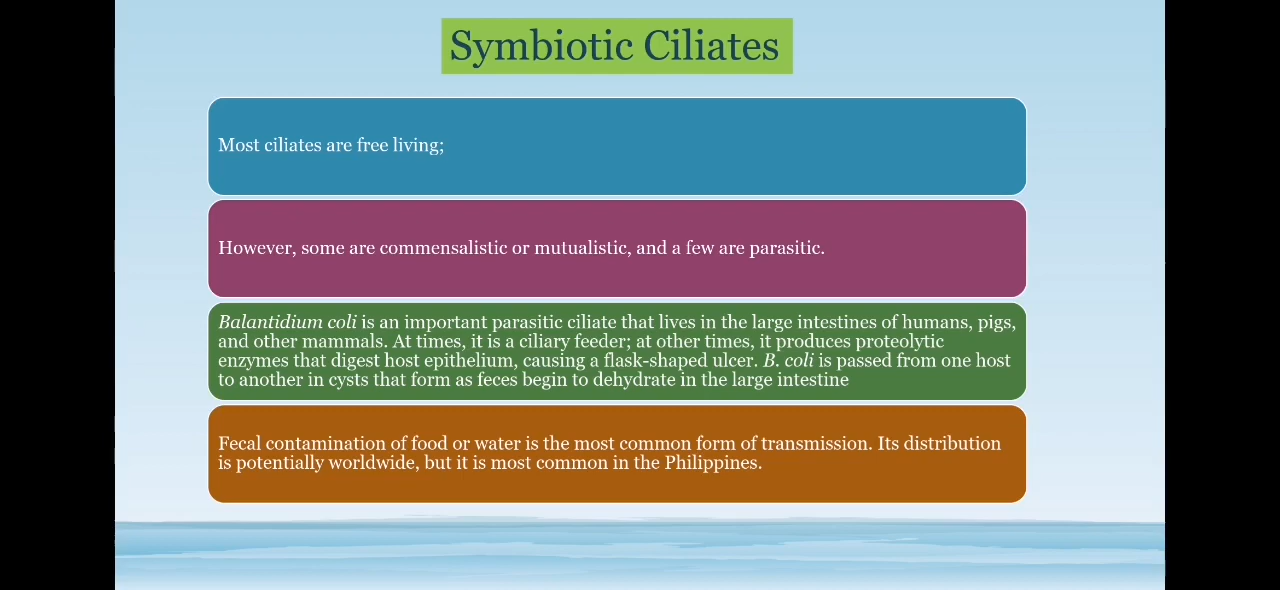 Symbiotic Ciliates
Most ciliates are free living;
However, some are commensalistic or mutualistic, and a few are parasitic.
Balantidium coli is an important parasitic ciliate that lives in the large intestines of humans, pigs,
and other mammals. At times, it is a ciliary feeder; at other times, it produces proteolytic
enzymes that digest host epithelium, causing a flask-shaped ulcer. B. coli is passed from one host
to another in cysts that form as feces begin to dehydrate in the large intestine
Fecal contamination of food or water is the most common form of transmission. Its distribution
is potentially worldwide, but it is most common in the Philippines.